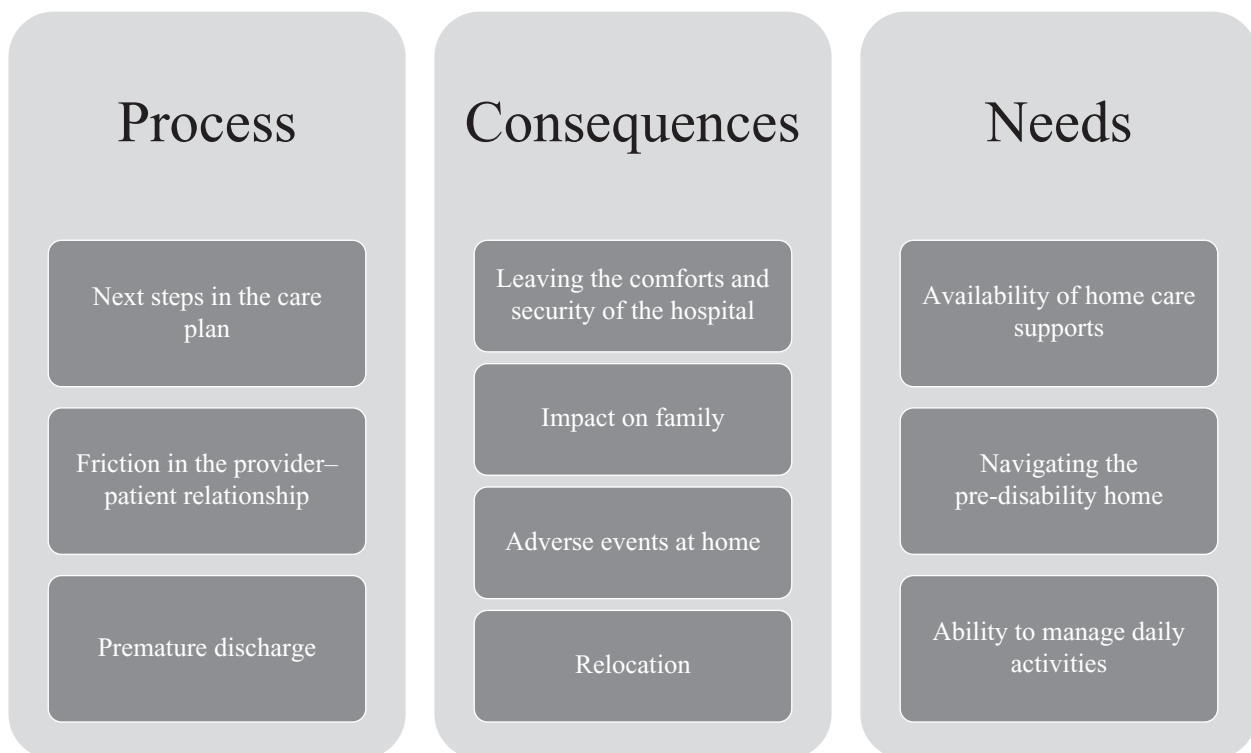 Process
Next steps in the care
plan
Friction in the provider–
patient relationship
Premature discharge
Consequences
Leaving the comforts and
security of the hospital
Impact on family
Adverse events at home
Relocation
Needs
Availability of home care
supports
Navigating the
pre-disability home
Ability to manage daily
activities